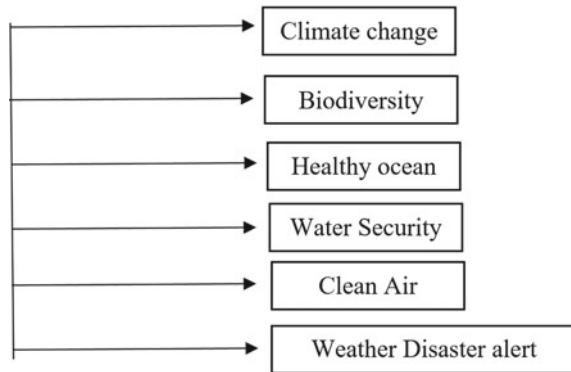 Climate change
Biodiversity
Healthy ocean
Water Security
Clean Air
Weather Disaster alert